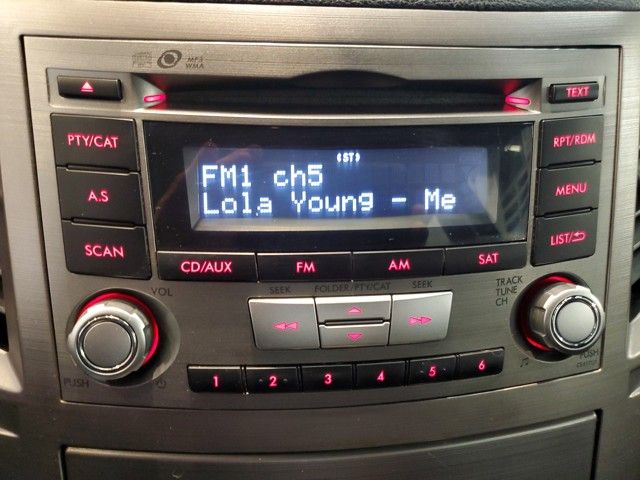 MP3
WMA
TEXT
PTY/CAT
RPT/RDM
(ST)
FM1 ch5
Lola Young - Me
A.S
MENU
SCAN
LIST/
CD/AUX
FM
AM
SAT
VOL
SEEK
FOLDER/PTY/CAT
SEEK
TRACK
TUNE
CH
PUSH
1
2
3
4
5
6
PUSH